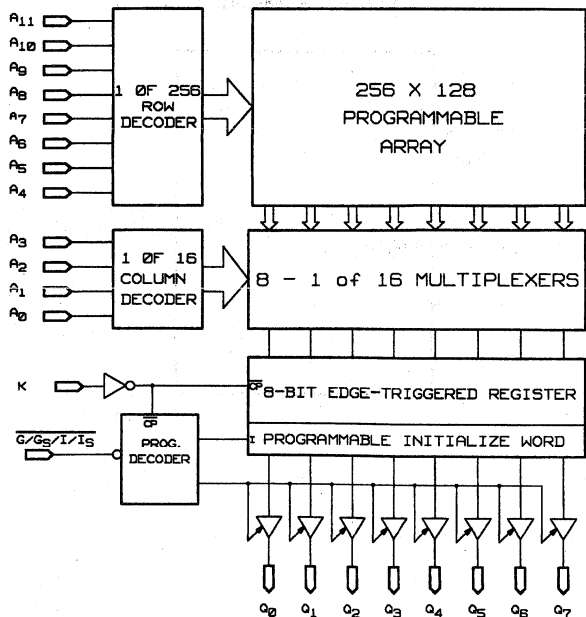 A11
A10
A9
A8
A7
A6
A5
A4
1 OF 256
ROW
DECODER
256 X 128
PROGRAMMABLE
ARRAY
A3
A2
A1
A0
1 OF 16
COLUMN
DECODER
8 - 1 of 16 MULTIPLEXERS
K
CP
8-BIT EDGE-TRIGGERED REGISTER
CP
G/GS/I/IS
PROG.
DECODER
I PROGRAMMABLE INITIALIZE WORD
Q0 Q1 Q2 Q3 Q4 Q5 Q6 Q7